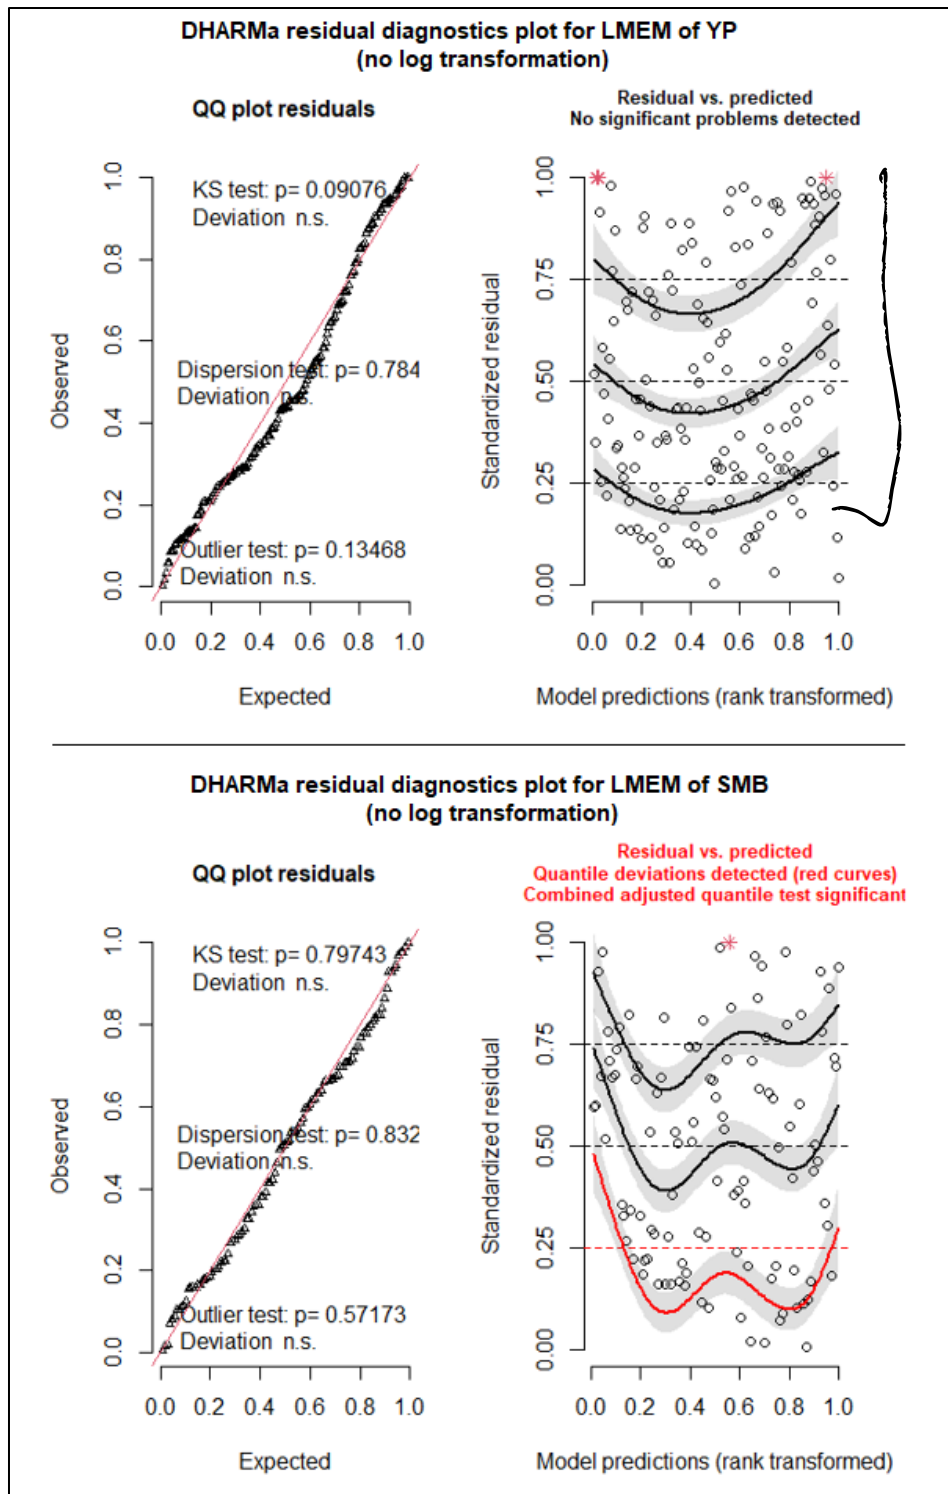 DHARMa residual diagnostics plot for LMEM of YP
(no log transformation)
QQ plot residuals
KS test: p= 0.09076
Deviation n.s.
Dispersion test: p= 0.784
Deviation n.s.
Outlier test: p= 0.13468
Deviation n.s.
Observed
0.0 0.2 0.4 0.6 0.8 1.0
0.0 0.2 0.4 0.6 0.8 1.0
Expected
Residual vs. predicted
No significant problems detected
Standardized residual
0.00 0.25 0.50 0.75 1.00
0.0 0.2 0.4 0.6 0.8 1.0
Model predictions (rank transformed)
DHARMa residual diagnostics plot for LMEM of SMB
(no log transformation)
QQ plot residuals
KS test: p= 0.79743
Deviation n.s.
Dispersion test: p= 0.832
Deviation n.s.
Outlier test: p= 0.57173
Deviation n.s.
Observed
0.0 0.2 0.4 0.6 0.8 1.0
0.0 0.2 0.4 0.6 0.8 1.0
Expected
Residual vs. predicted
Quantile deviations detected (red curves)
Combined adjusted quantile test significant
Standardized residual
0.00 0.25 0.50 0.75 1.00
0.0 0.2 0.4 0.6 0.8 1.0
Model predictions (rank transformed)